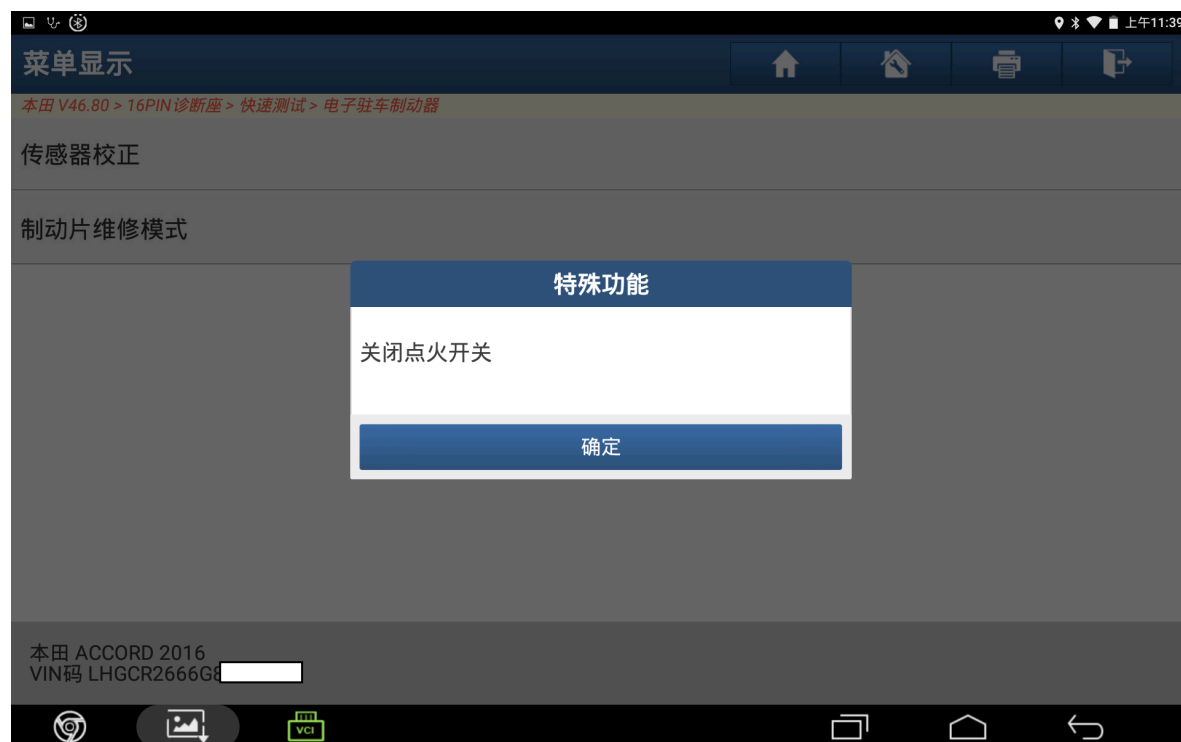 上午11:39
菜单显示
本田 V46.80 > 16PIN诊断座 > 快速测试 > 电子驻车制动器
传感器校正
制动片维修模式
特殊功能
关闭点火开关
确定
本田 ACCORD 2016
VIN码 LHGCR2666G8
VCI